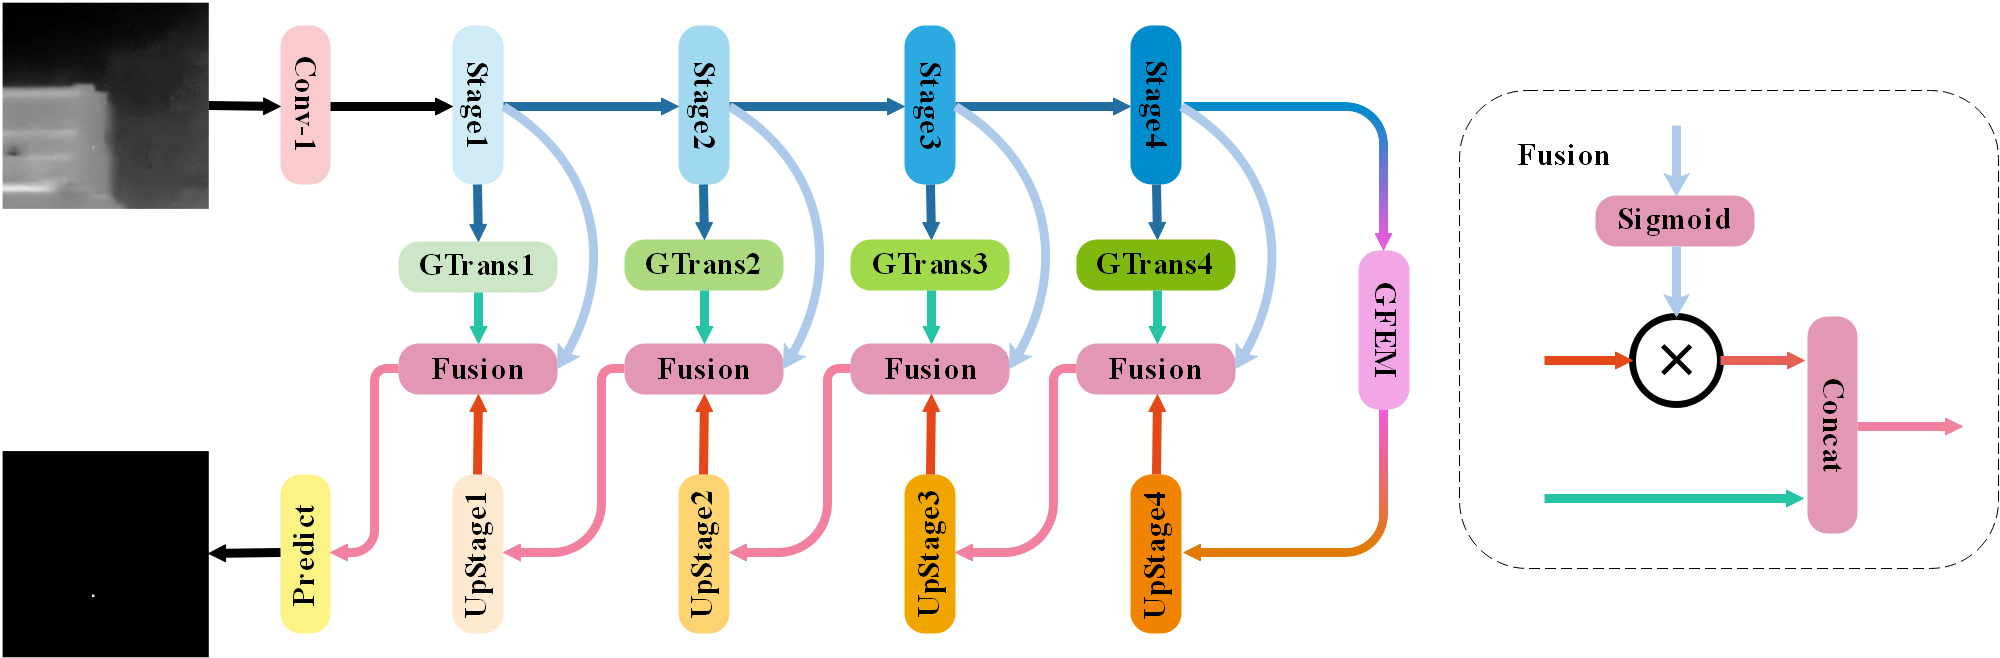 Conv-1
Stage1
Stage2
Stage3
Stage4
GTrans1
GTrans2
GTrans3
GTrans4
GFEM
Fusion
Fusion
Fusion
Fusion
Predict
UpStage1
UpStage2
UpStage3
UpStage4
Fusion
Sigmoid
Concat